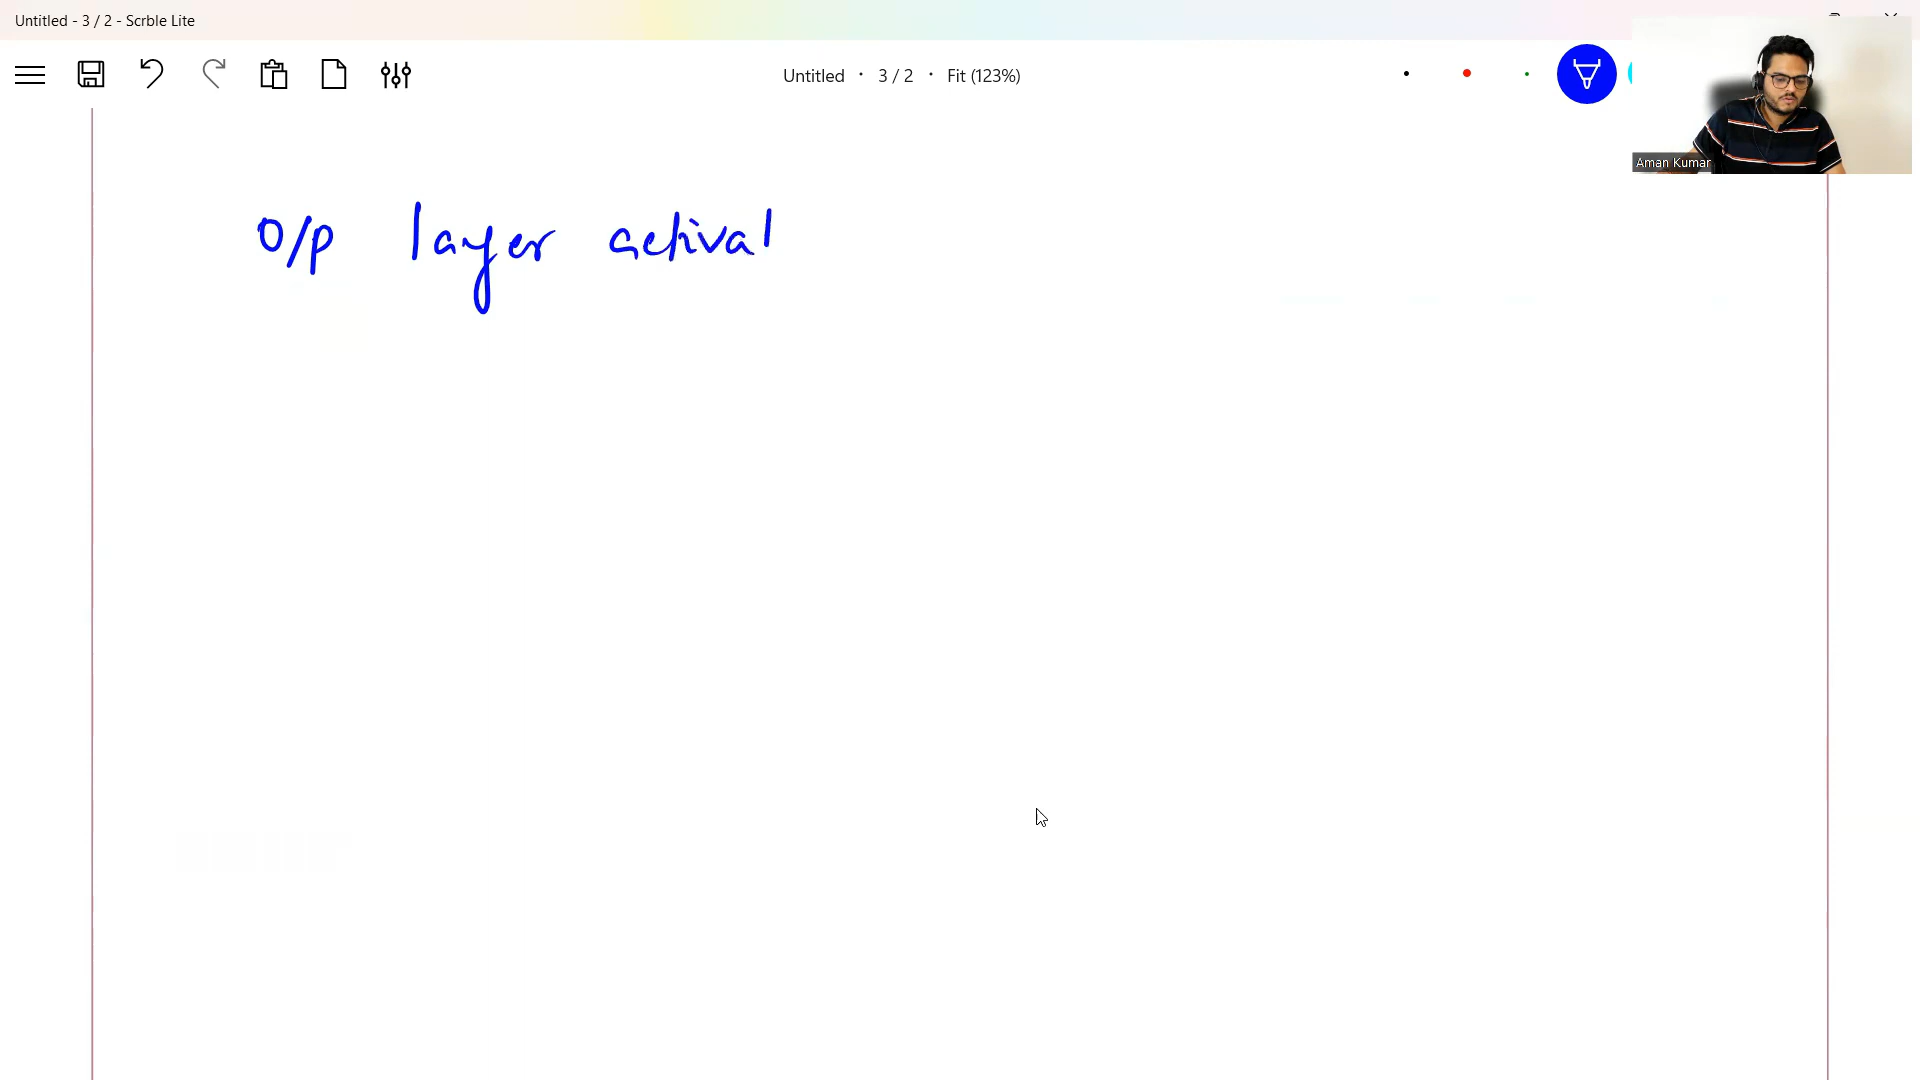 Untitled - 3 / 2 - Scrble Lite
Untitled • 3 / 2 • Fit (123%)
Aman Kumar
O/p layer actival